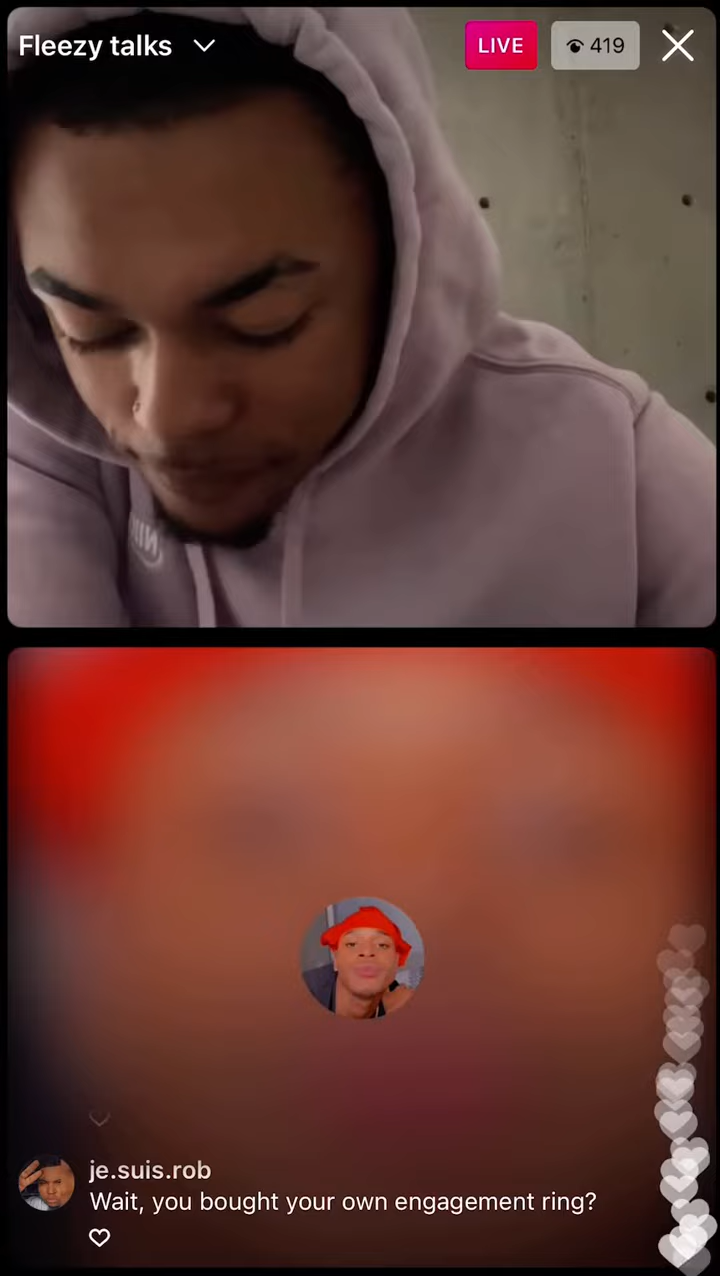 Fleezy talks
LIVE
419
je.suis.rob
Wait, you bought your own engagement ring?